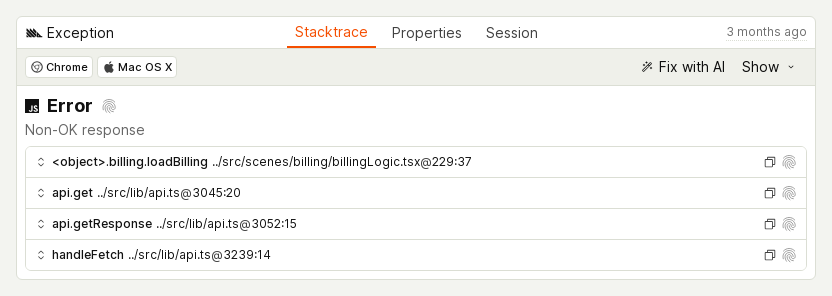 Exception Stacktrace Properties Session 3 months ago
Chrome Mac OS X Fix with AI Show
JS Error
Non-OK response
<object>.billing.loadBilling ../src/scenes/billing/billingLogic.tsx@229:37
api.get ../src/lib/api.ts@3045:20
api.getResponse ../src/lib/api.ts@3052:15
handleFetch ../src/lib/api.ts@3239:14